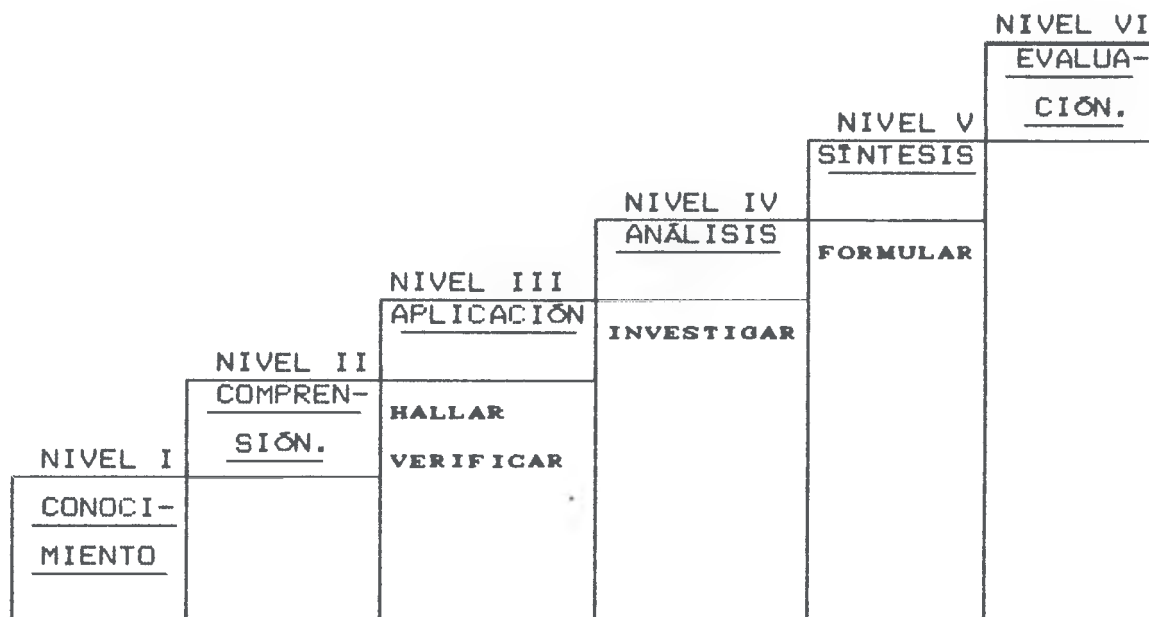 NIVEL I
CONOCI-
MIENTO
NIVEL II
COMPREN-
SIÓN.
NIVEL III
APLICACIÓN
HALLAR
VERIFICAR
NIVEL IV
ANÁLISIS
INVESTIGAR
NIVEL V
SÍNTESIS
FORMULAR
NIVEL VI
EVALUA-
CIÓN.